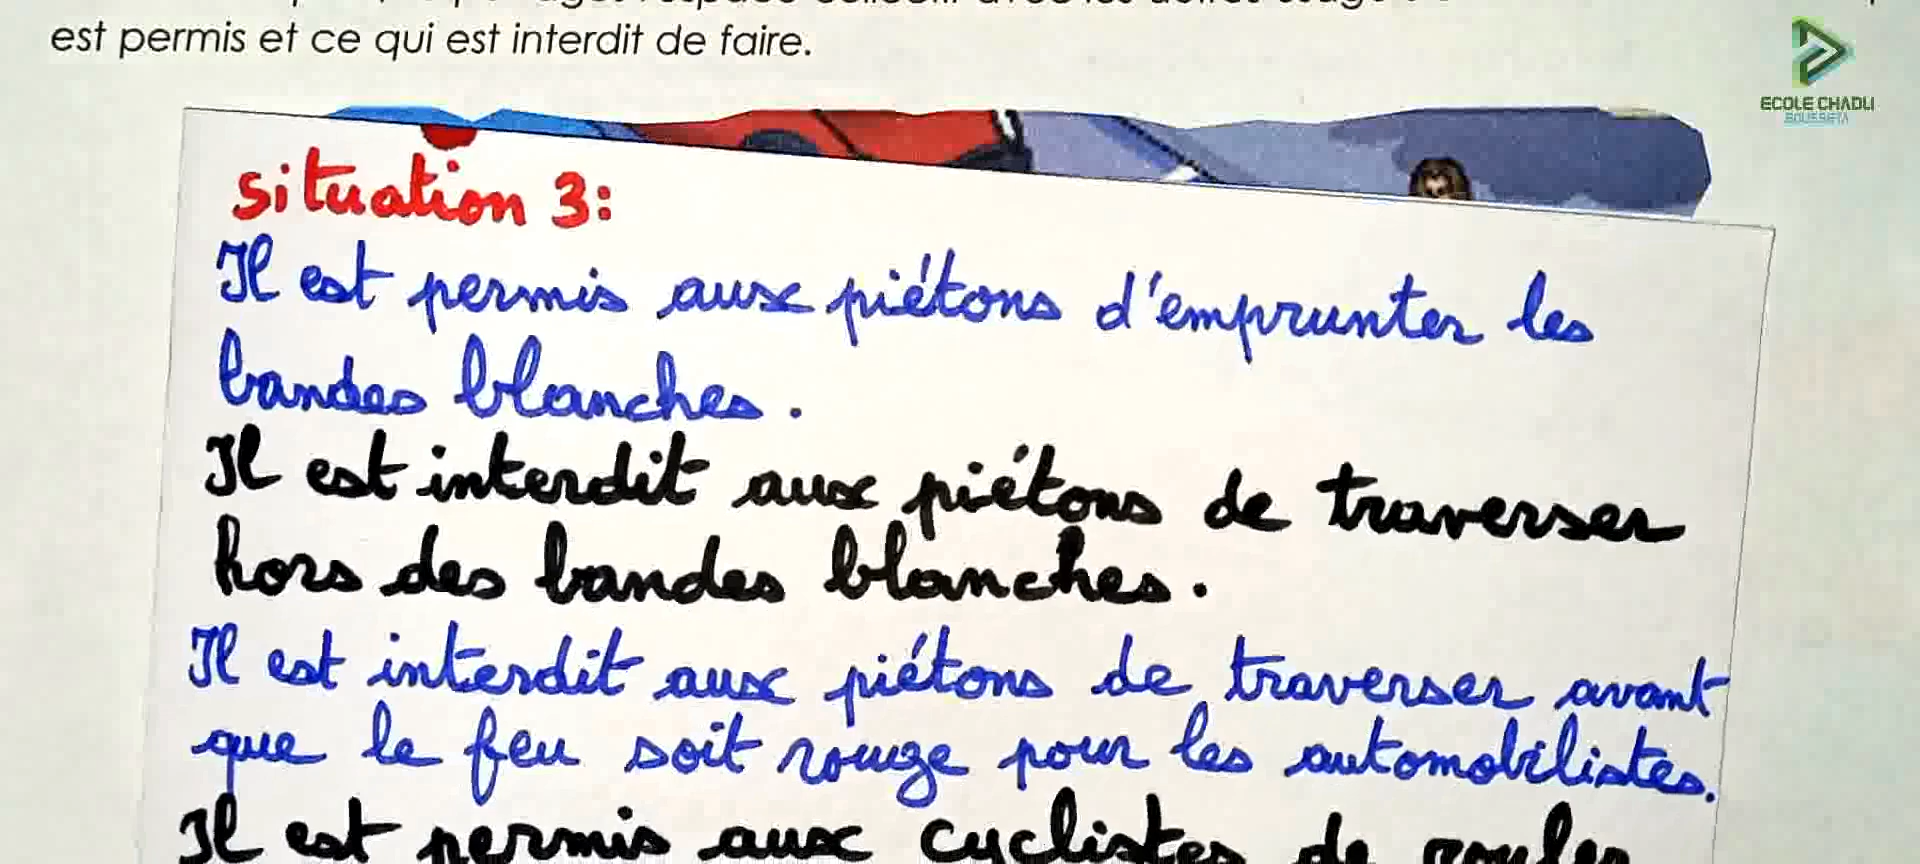 est permis et ce qui est interdit de faire.
ECOLE CHADLI
situation 3:
Il est permis aux piétons d'emprunter les
bandes blanches.
Il est interdit aux piétons de traverser
hors des bandes blanches.
Il est interdit aux piétons de traverser avant
que le feu soit rouge pour les automobilistes.
Il est permis aux cyclistes de rouler